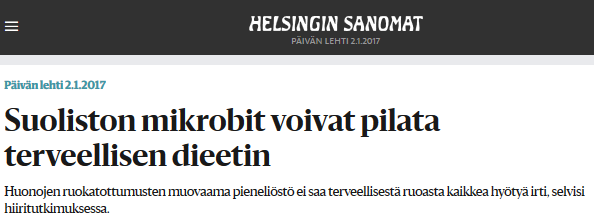 HELSINGIN SANOMAT
PÄIVÄN LEHTI 2.1.2017
Päivän lehti 2.1.2017
Suoliston mikrobit voivat pilata
terveellisen dieetin
Huonojen ruokatottumusten muovaama pieneliöstö ei saa terveellisestä ruoasta kaikkea hyötyä irti, selvisi
hiiritutkimuksessa.